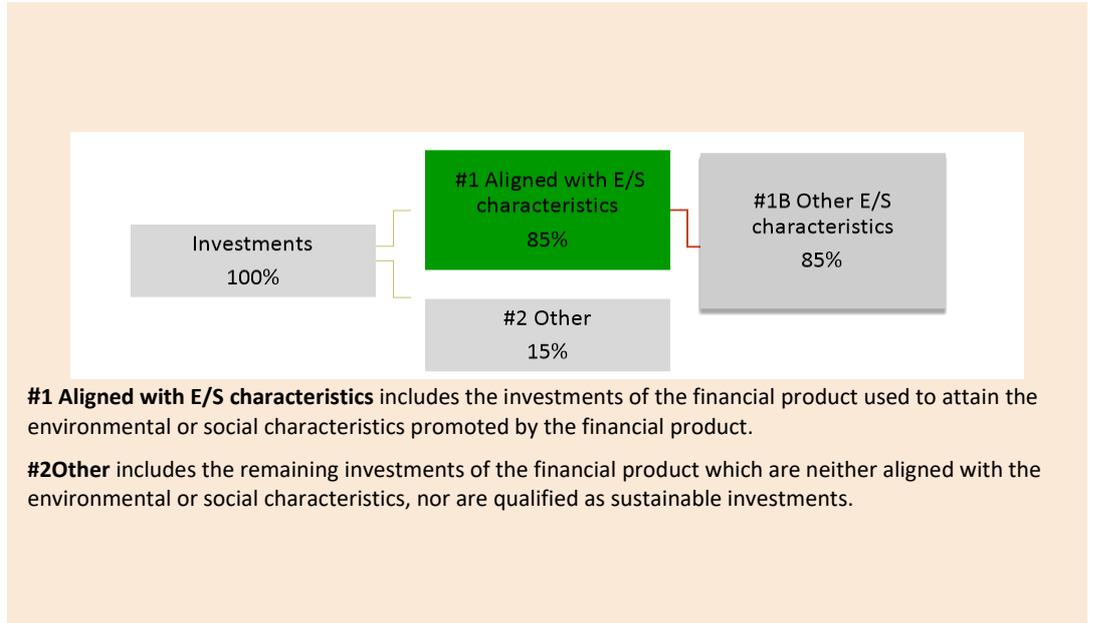 #1 Aligned with E/S
characteristics
85%
#1B Other E/S
characteristics
85%
Investments
100%
#2 Other
15%
#1 Aligned with E/S characteristics includes the investments of the financial product used to attain the
environmental or social characteristics promoted by the financial product.
#2Other includes the remaining investments of the financial product which are neither aligned with the
environmental or social characteristics, nor are qualified as sustainable investments.